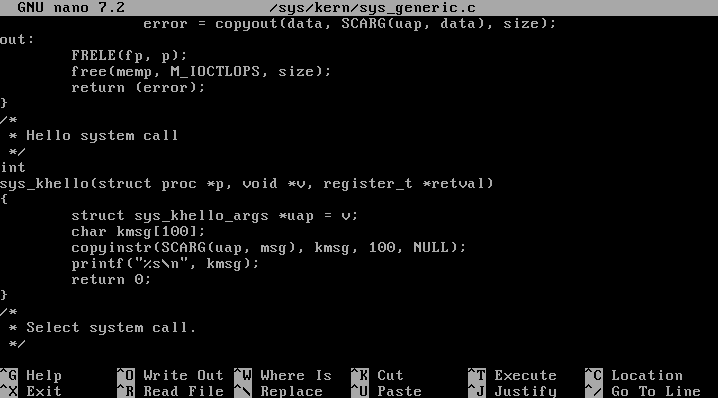 GNU nano 7.2 /sys/kern/sys_generic.c
error = copyout(data, SCARG(uap, data), size);
out:
FRELE(fp, p);
free(memp, M_IOCTLOPS, size);
return (error);
}
/*
* Hello system call
*/
int
sys_khello(struct proc *p, void *v, register_t *retval)
{
struct sys_khello_args *uap = v;
char kmsg[100];
copyinstr(SCARG(uap, msg), kmsg, 100, NULL);
printf("%s\n", kmsg);
return 0;
}
/*
* Select system call.
*/
^G Help ^O Write Out ^W Where Is ^K Cut ^T Execute ^C Location
^X Exit ^R Read File ^\ Replace ^U Paste ^J Justify ^/ Go To Line